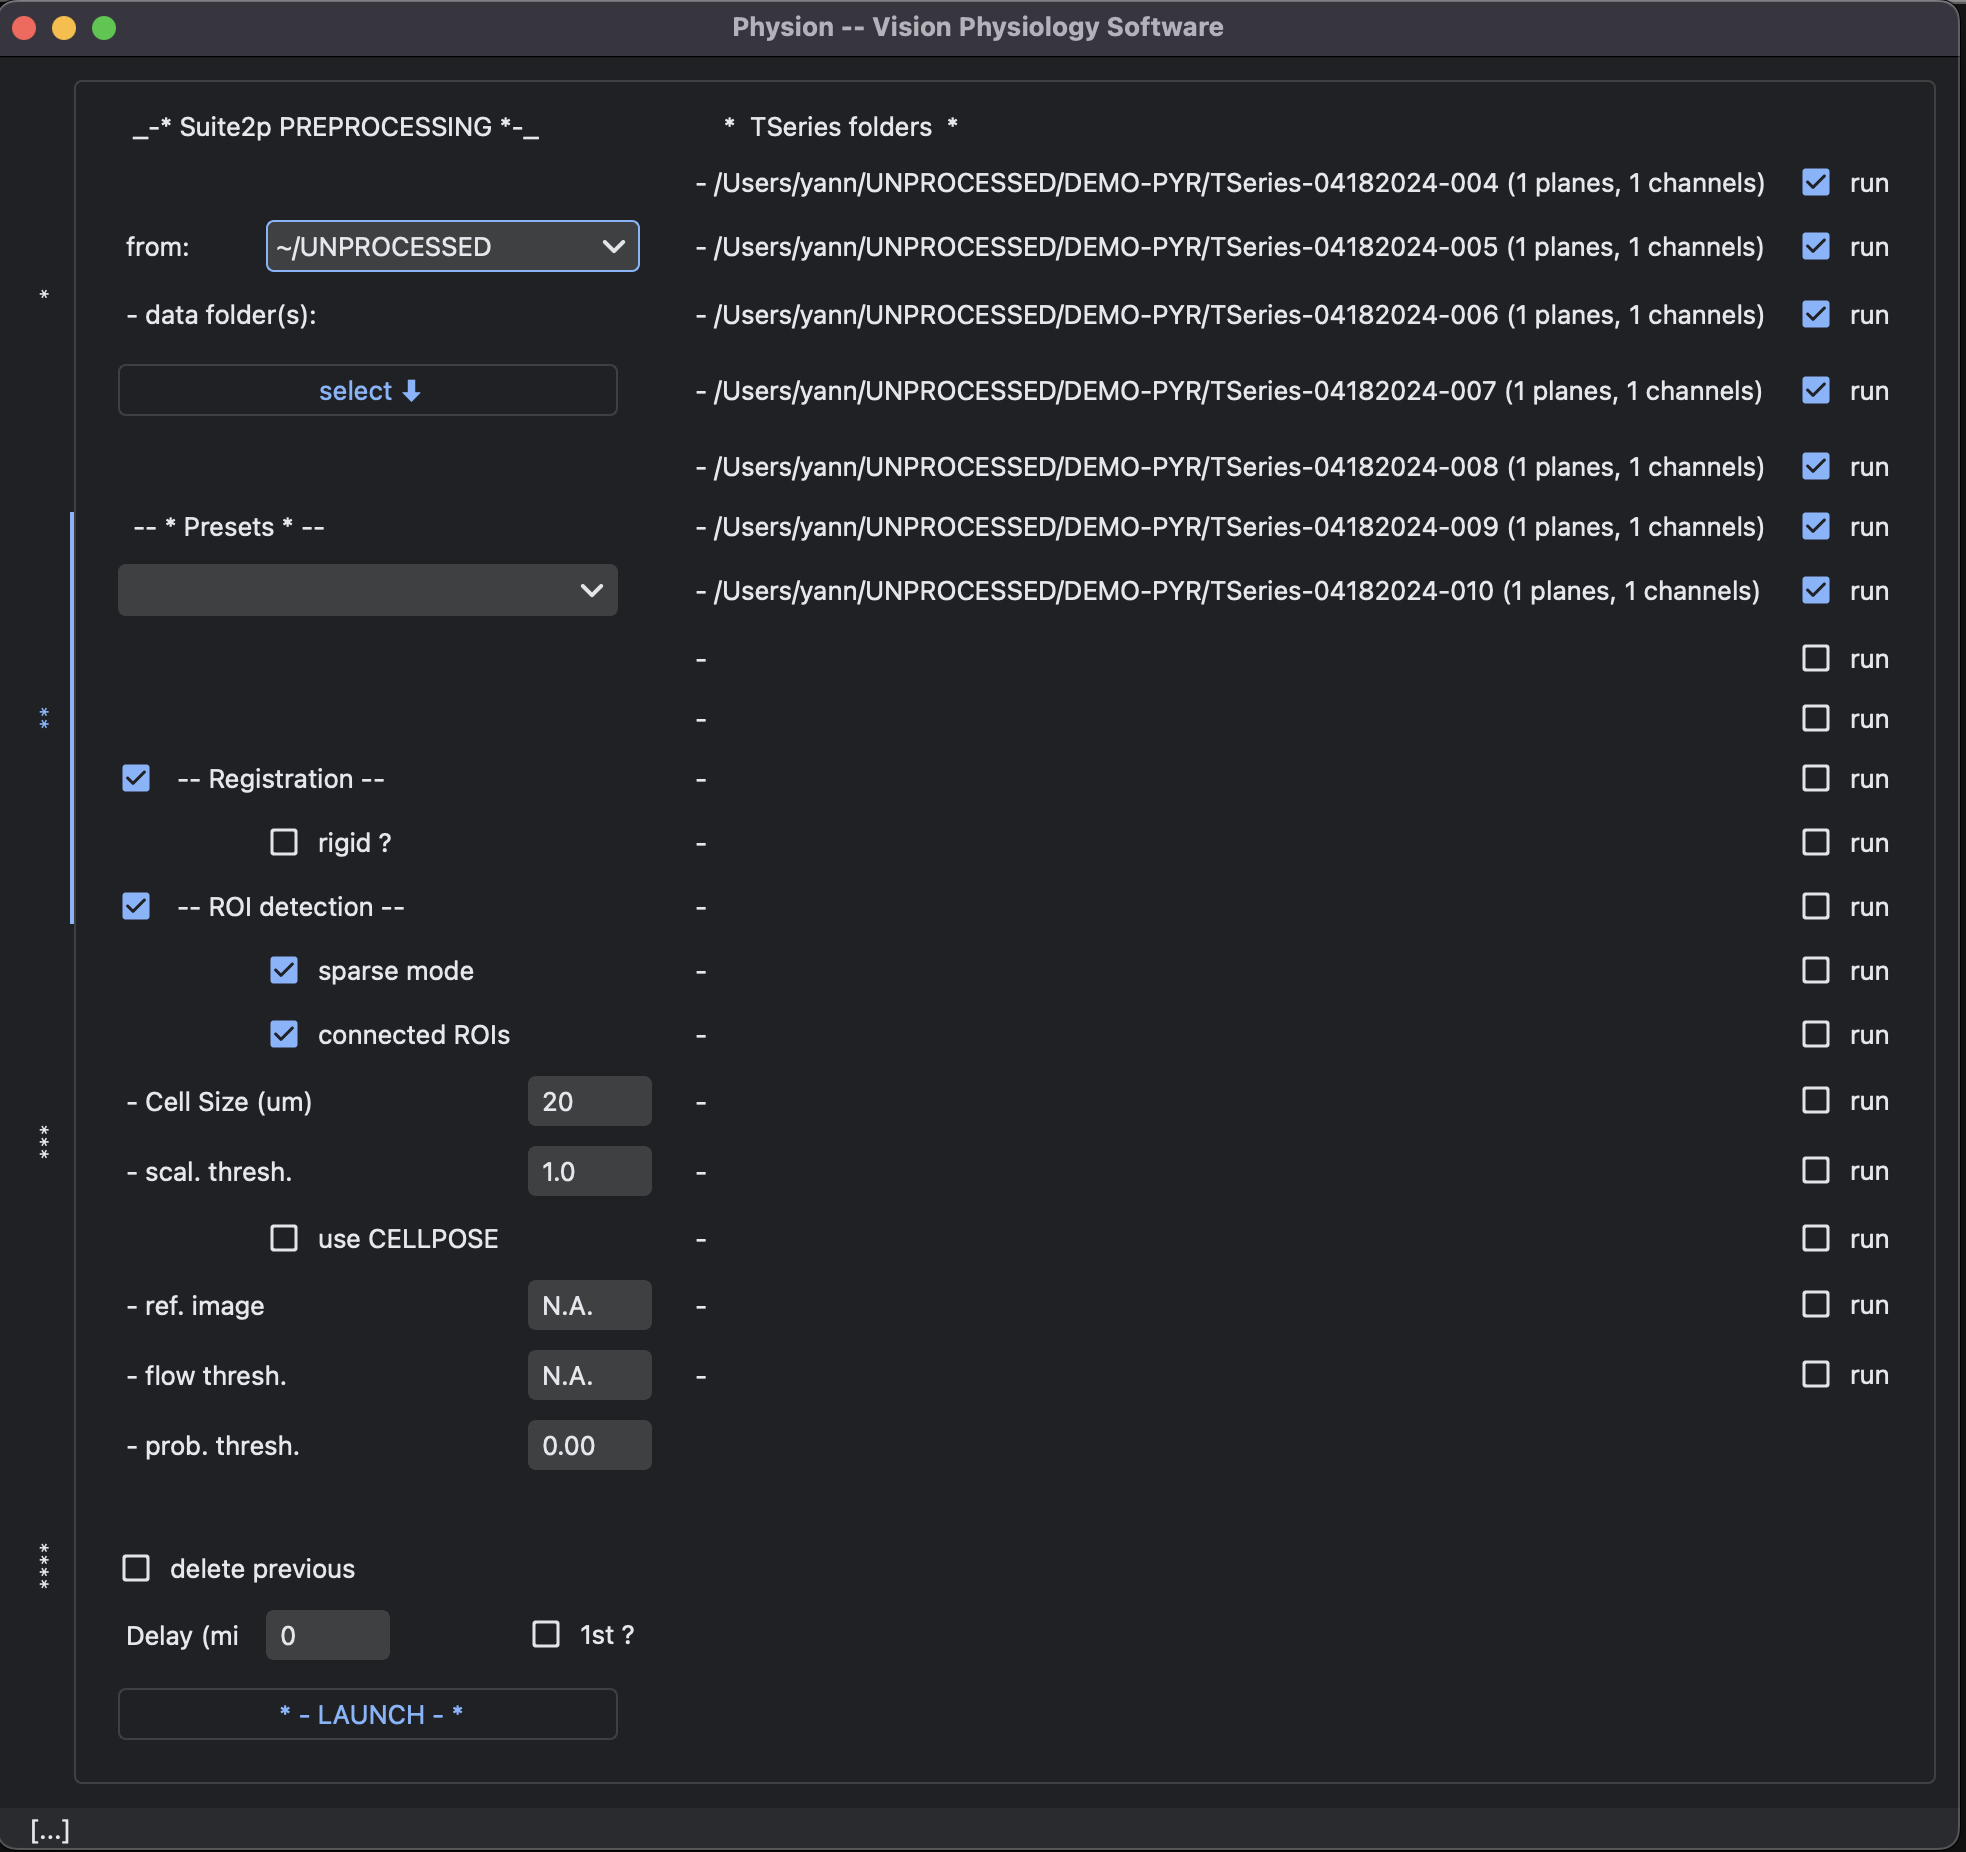 Physion -- Vision Physiology Software
_-* Suite2p PREPROCESSING *-_
* TSeries folders *
- /Users/yann/UNPROCESSED/DEMO-PYR/TSeries-04182024-004 (1 planes, 1 channels) run
from: ~/UNPROCESSED
- /Users/yann/UNPROCESSED/DEMO-PYR/TSeries-04182024-005 (1 planes, 1 channels) run
*
- data folder(s):
- /Users/yann/UNPROCESSED/DEMO-PYR/TSeries-04182024-006 (1 planes, 1 channels) run
select ⬇
- /Users/yann/UNPROCESSED/DEMO-PYR/TSeries-04182024-007 (1 planes, 1 channels) run
- /Users/yann/UNPROCESSED/DEMO-PYR/TSeries-04182024-008 (1 planes, 1 channels) run
-- * Presets * --
- /Users/yann/UNPROCESSED/DEMO-PYR/TSeries-04182024-009 (1 planes, 1 channels) run
- /Users/yann/UNPROCESSED/DEMO-PYR/TSeries-04182024-010 (1 planes, 1 channels) run
- run
**
- run
-- Registration --
- run
rigid ?
- run
-- ROI detection --
- run
sparse mode
- run
connected ROIs
- run
- Cell Size (um) 20
- run
***
- scal. thresh. 1.0
- run
use CELLPOSE
- run
- ref. image N.A.
- run
- flow thresh. N.A.
- run
- prob. thresh. 0.00
****
delete previous
Delay (mi 0 1st ?
* - LAUNCH - *
[...]